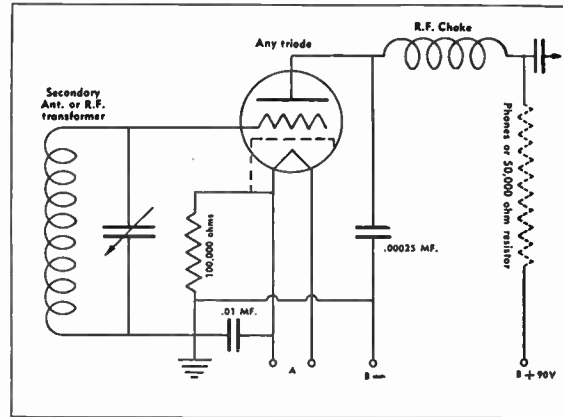 R.F. Choke
Any triode
Secondary
Ant. or R.F.
transformer
Phones or 50,000 ohm resistor
100,000 ohms
.00025 MF.
.01 MF.
A
B —
B + 90V